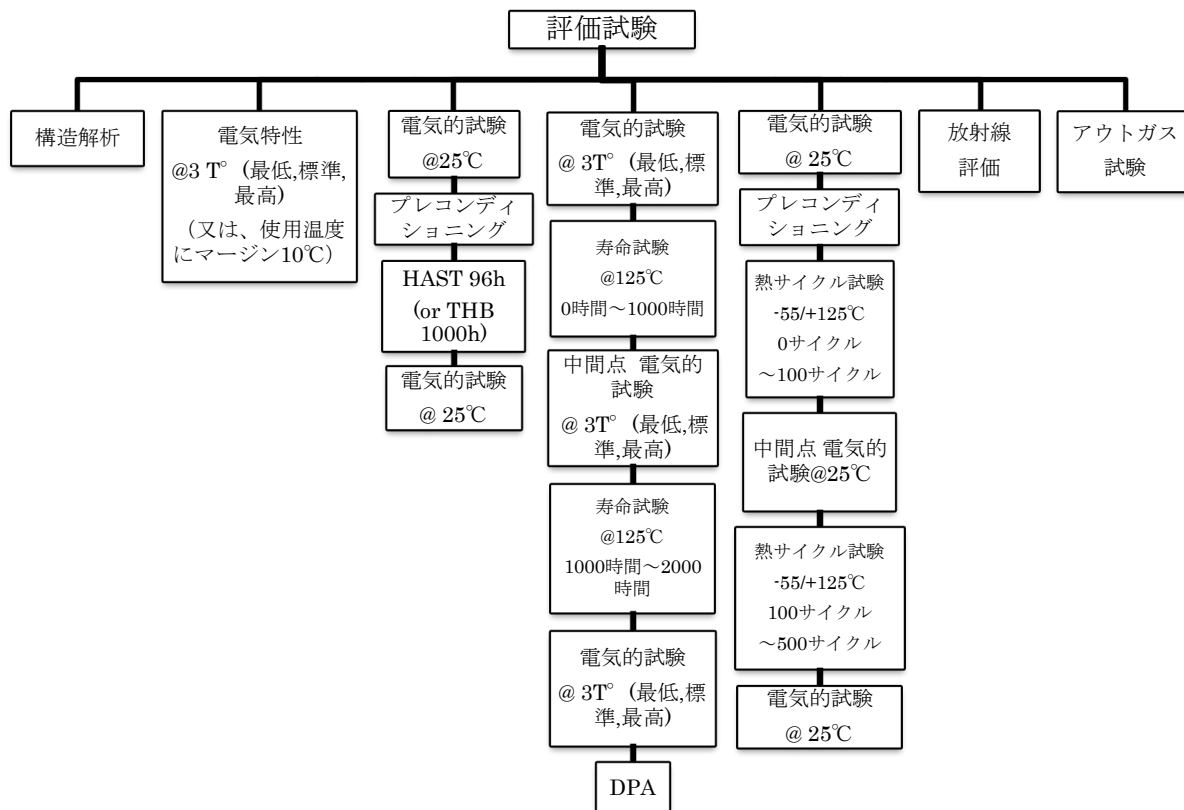 評価試験
構造解析
電気特性
@3 T° (最低,標準,
最高)
（又は、使用温度
にマージン10℃）
電気的試験
@25℃
プレコンディ
ショニング
HAST 96h
(or THB
1000h)
電気的試験
@ 25℃
電気的試験
@ 3T° (最低,標
準,最高)
寿命試験
@125℃
0時間～1000時間
中間点 電気的
試験
@ 3T° (最低,標
準,最高)
寿命試験
@125℃
1000時間～2000
時間
電気的試験
@ 3T° (最低,標
準,最高)
DPA
電気的試験
@ 25℃
プレコンディ
ショニング
熱サイクル試験
-55/+125℃
0サイクル
～100サイクル
中間点 電気的
試験@25℃
熱サイクル試験
-55/+125℃
100サイクル
～500サイクル
電気的試験
@ 25℃
放射線
評価
アウトガス
試験